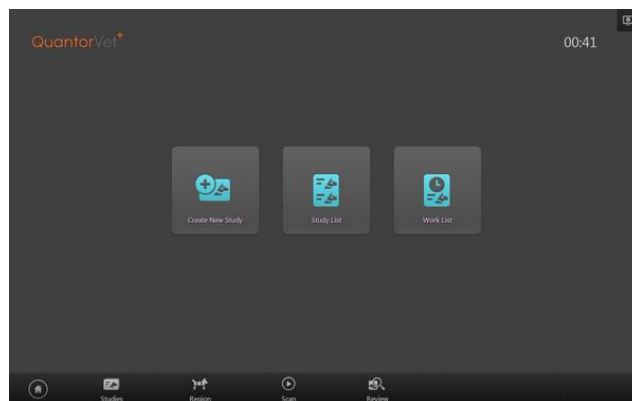 QuantorVet+
00:41
Create New Study
Study List
Work List
Studies
Region
Scan
Review